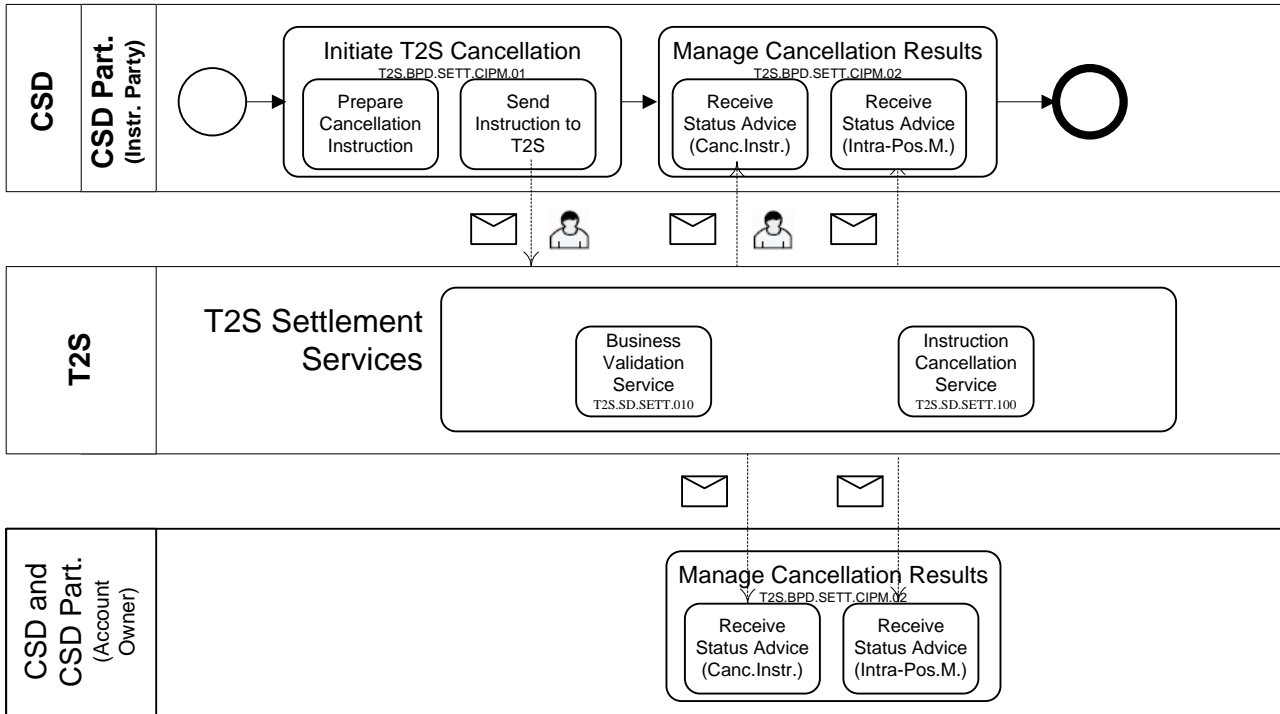 CSD
CSD Part.
(Instr. Party)
Initiate T2S Cancellation
T2S.BPD.SETT.CIPM.01
Prepare
Cancellation
Instruction
Send
Instruction to
T2S
Manage Cancellation Results
T2S.BPD.SETT.CIPM.02
Receive
Status Advice
(Canc.Instr.)
Receive
Status Advice
(Intra-Pos.M.)
T2S
T2S Settlement
Services
Business
Validation
Service
T2S.SD.SETT.010
Instruction
Cancellation
Service
T2S.SD.SETT.100
CSD and
CSD Part.
(Account
Owner)
Manage Cancellation Results
T2S.BPD.SETT.CIPM.02
Receive
Status Advice
(Canc.Instr.)
Receive
Status Advice
(Intra-Pos.M.)